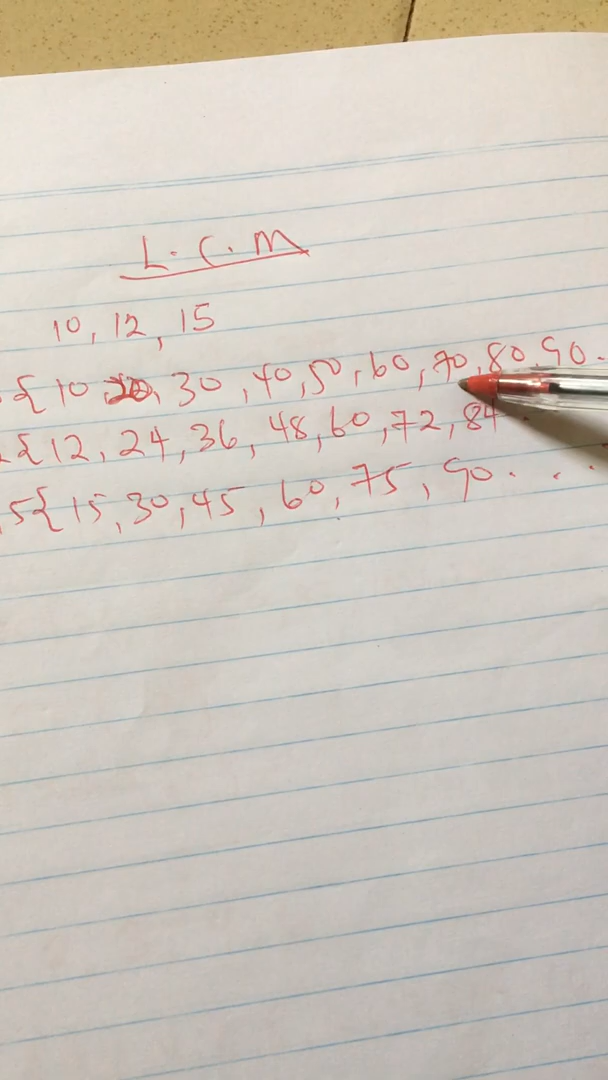 L.C.M
10, 12, 15
{10, 20, 30, 40, 50, 60, 70, 80, 90.
{12, 24, 36, 48, 60, 72, 84.
5{15, 30, 45, 60, 75, 90. . .